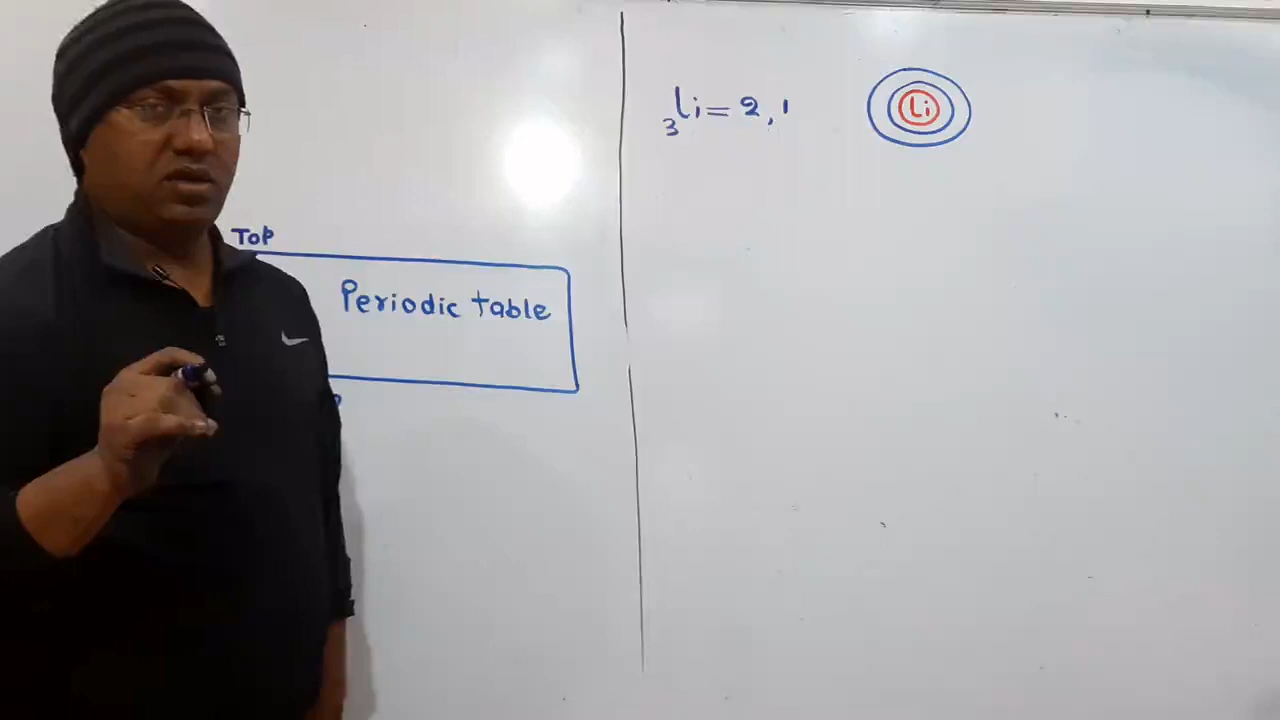 TOP
Periodic table
₃Li = 2, 1
Li